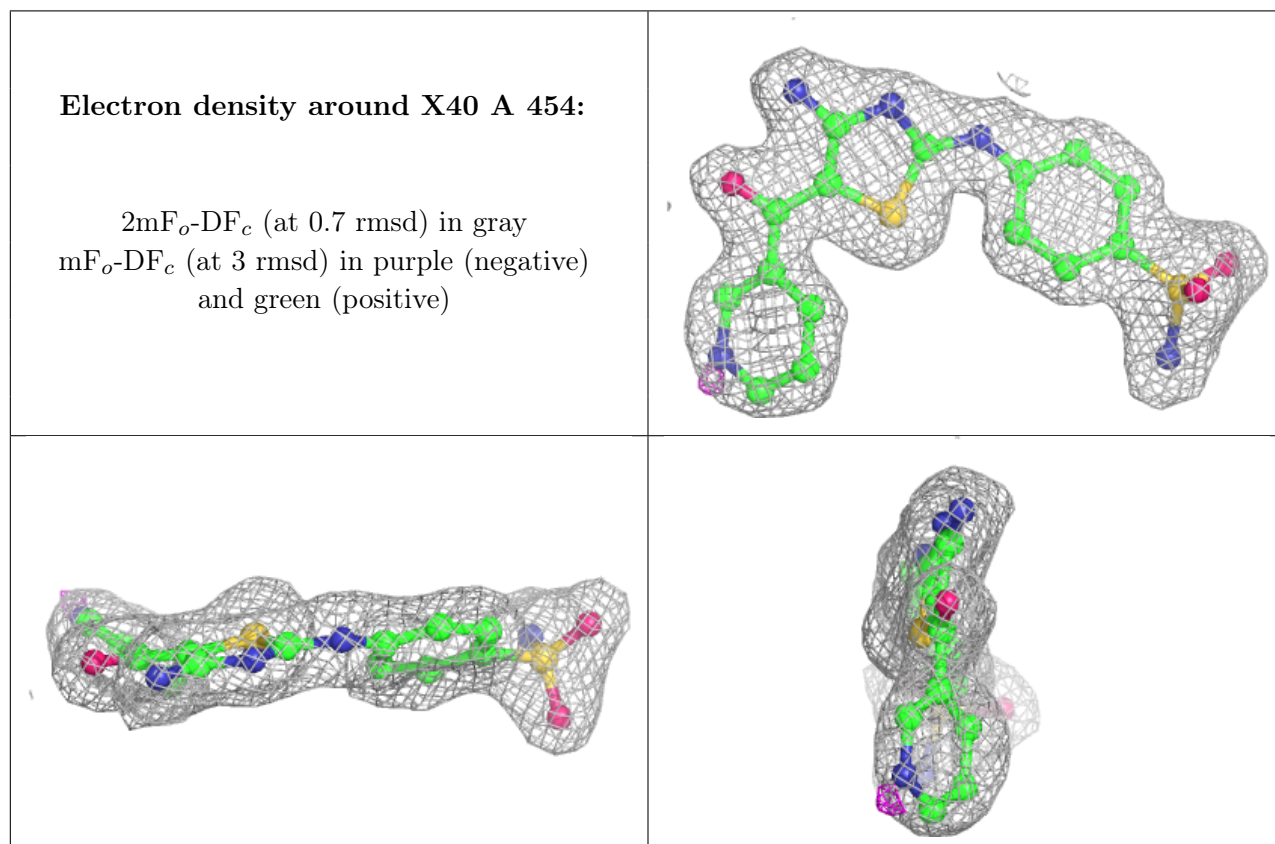 Electron density around X40 A 454:
2mFo-DFc (at 0.7 rmsd) in gray
mFo-DFc (at 3 rmsd) in purple (negative)
and green (positive)